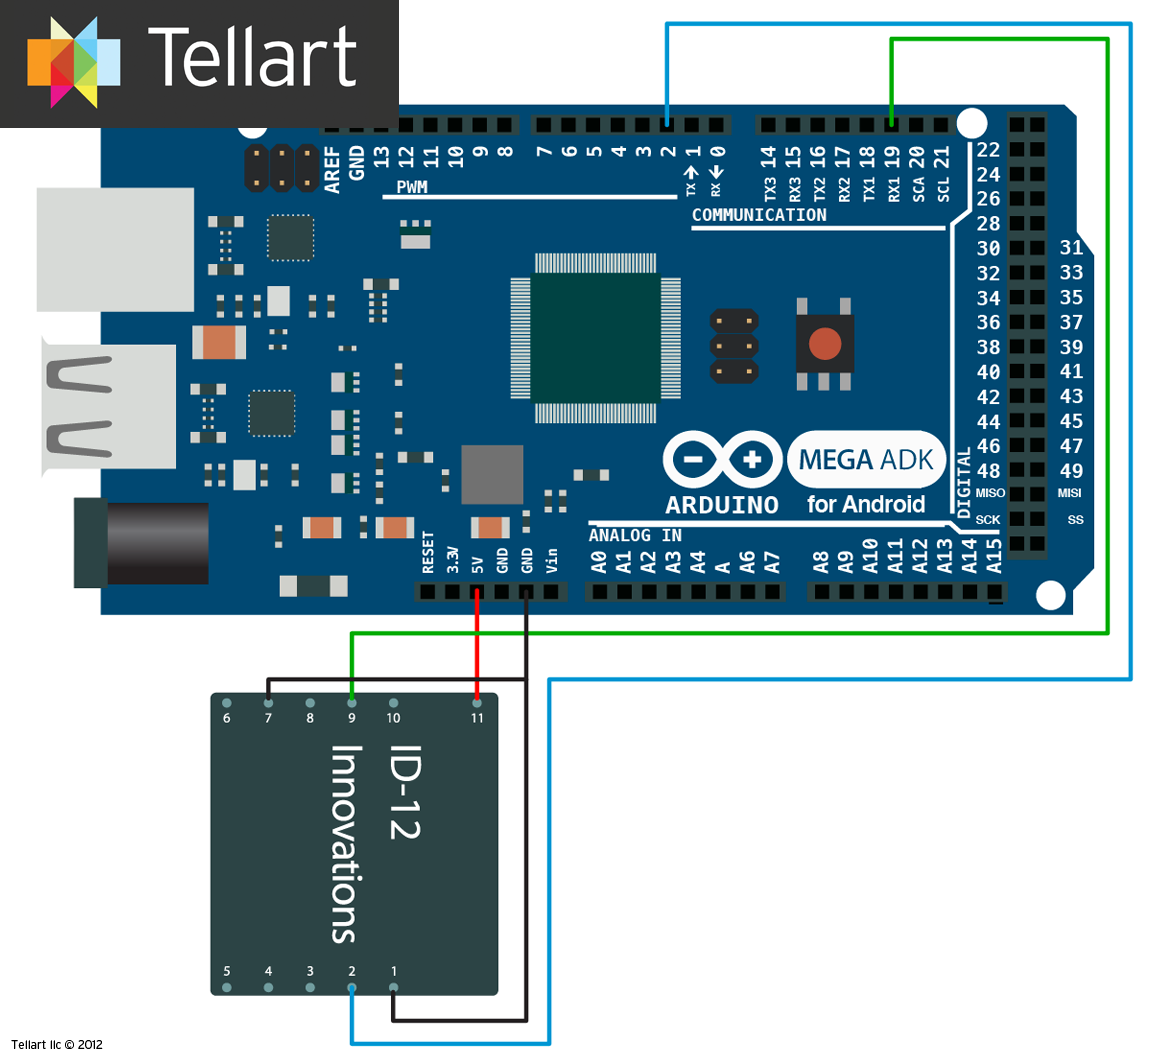 Tellart
AREF
GND
13
12
11
10
9
8
7
6
5
4
3
2
TX 1
RX 0
PWM
TX3 14
RX3 15
TX2 16
RX2 17
TX1 18
RX1 19
SCA 20
SCL 21
COMMUNICATION
22
24
26
28
30 31
32 33
34 35
36 37
38 39
40 41
42 43
44 45
46 47
48 49
MISO MISI
SCK SS
DIGITAL
MEGA ADK
ARDUINO for Android
ANALOG IN
RESET
3.3V
5V
GND
GND
Vin
A0
A1
A2
A3
A4
A
A6
A7
A8
A9
A10
A11
A12
A13
A14
A15
6 7 8 9 10 11
ID-12
Innovations
5 4 3 2 1
Tellart llc © 2012